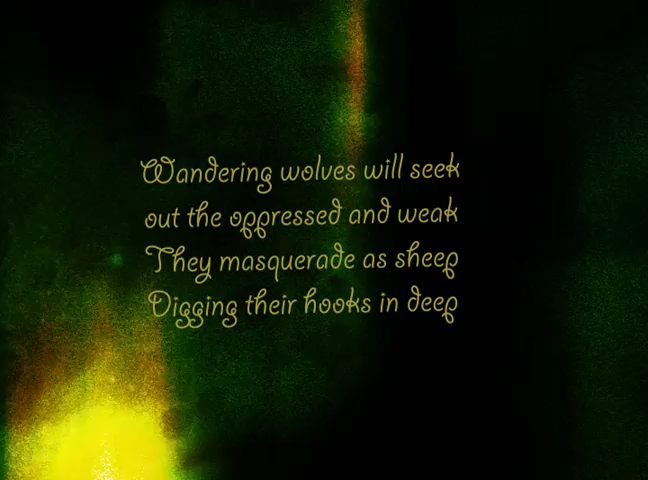 Wandering wolves will seek
out the oppressed and weak
They masquerade as sheep
Digging their hooks in deep